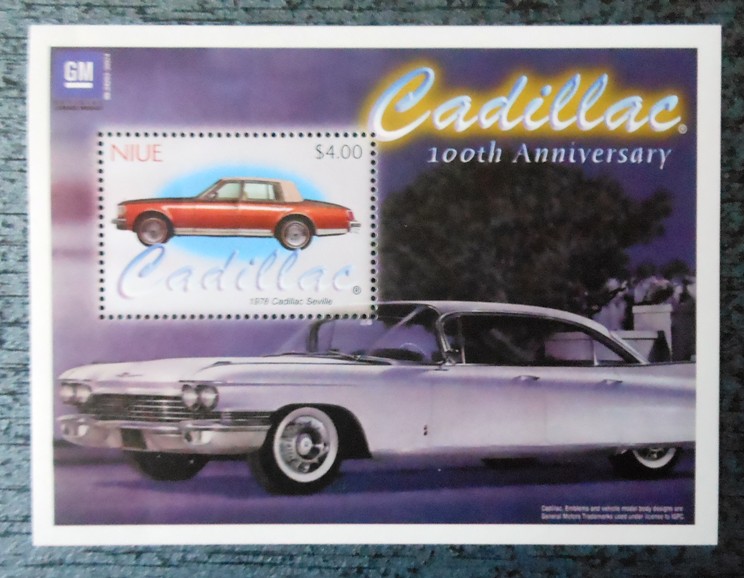 GM
Cadillac®
100th Anniversary
NIUE $4.00
Cadillac®
1978 Cadillac Seville
Cadillac, Emblems and vehicle model body designs are
General Motors Trademarks used under license to IGPC.